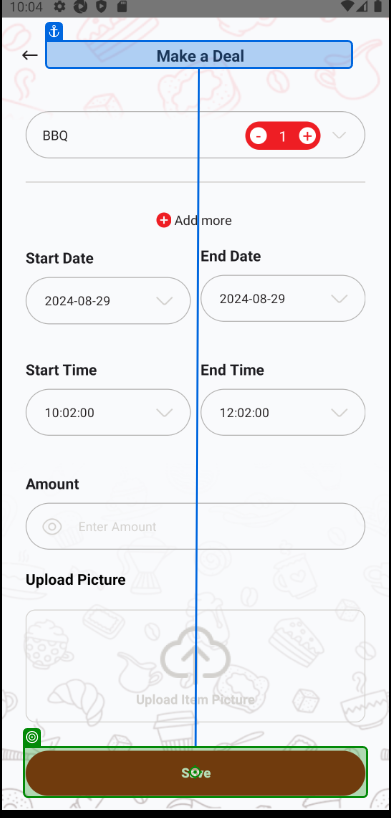 10:04
Make a Deal
BBQ
- 1 +
+ Add more
Start Date
End Date
2024-08-29
2024-08-29
Start Time
End Time
10:02:00
12:02:00
Amount
Enter Amount
Upload Picture
Upload Item Picture
Save